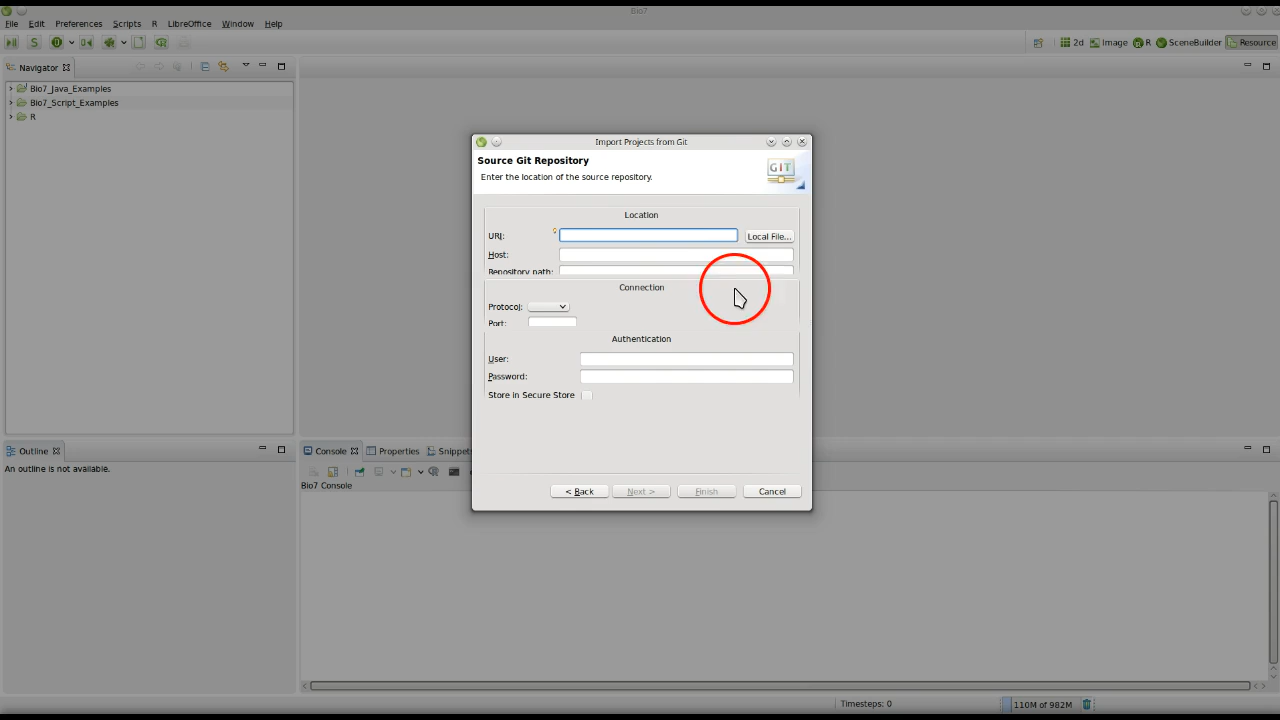 Bio7
File Edit Preferences Scripts R LibreOffice Window Help
S
R
2d Image R SceneBuilder Resource
Navigator
Bio7_Java_Examples
Bio7_Script_Examples
R
Import Projects from Git
Source Git Repository
Enter the location of the source repository.
GIT
Location
URI:
Local File...
Host:
Repository path:
Connection
Protocol:
Port:
Authentication
User:
Password:
Store in Secure Store
< Back Next > Finish Cancel
Outline
An outline is not available.
Console Properties Snippets
Bio7 Console
Timesteps: 0
110M of 982M